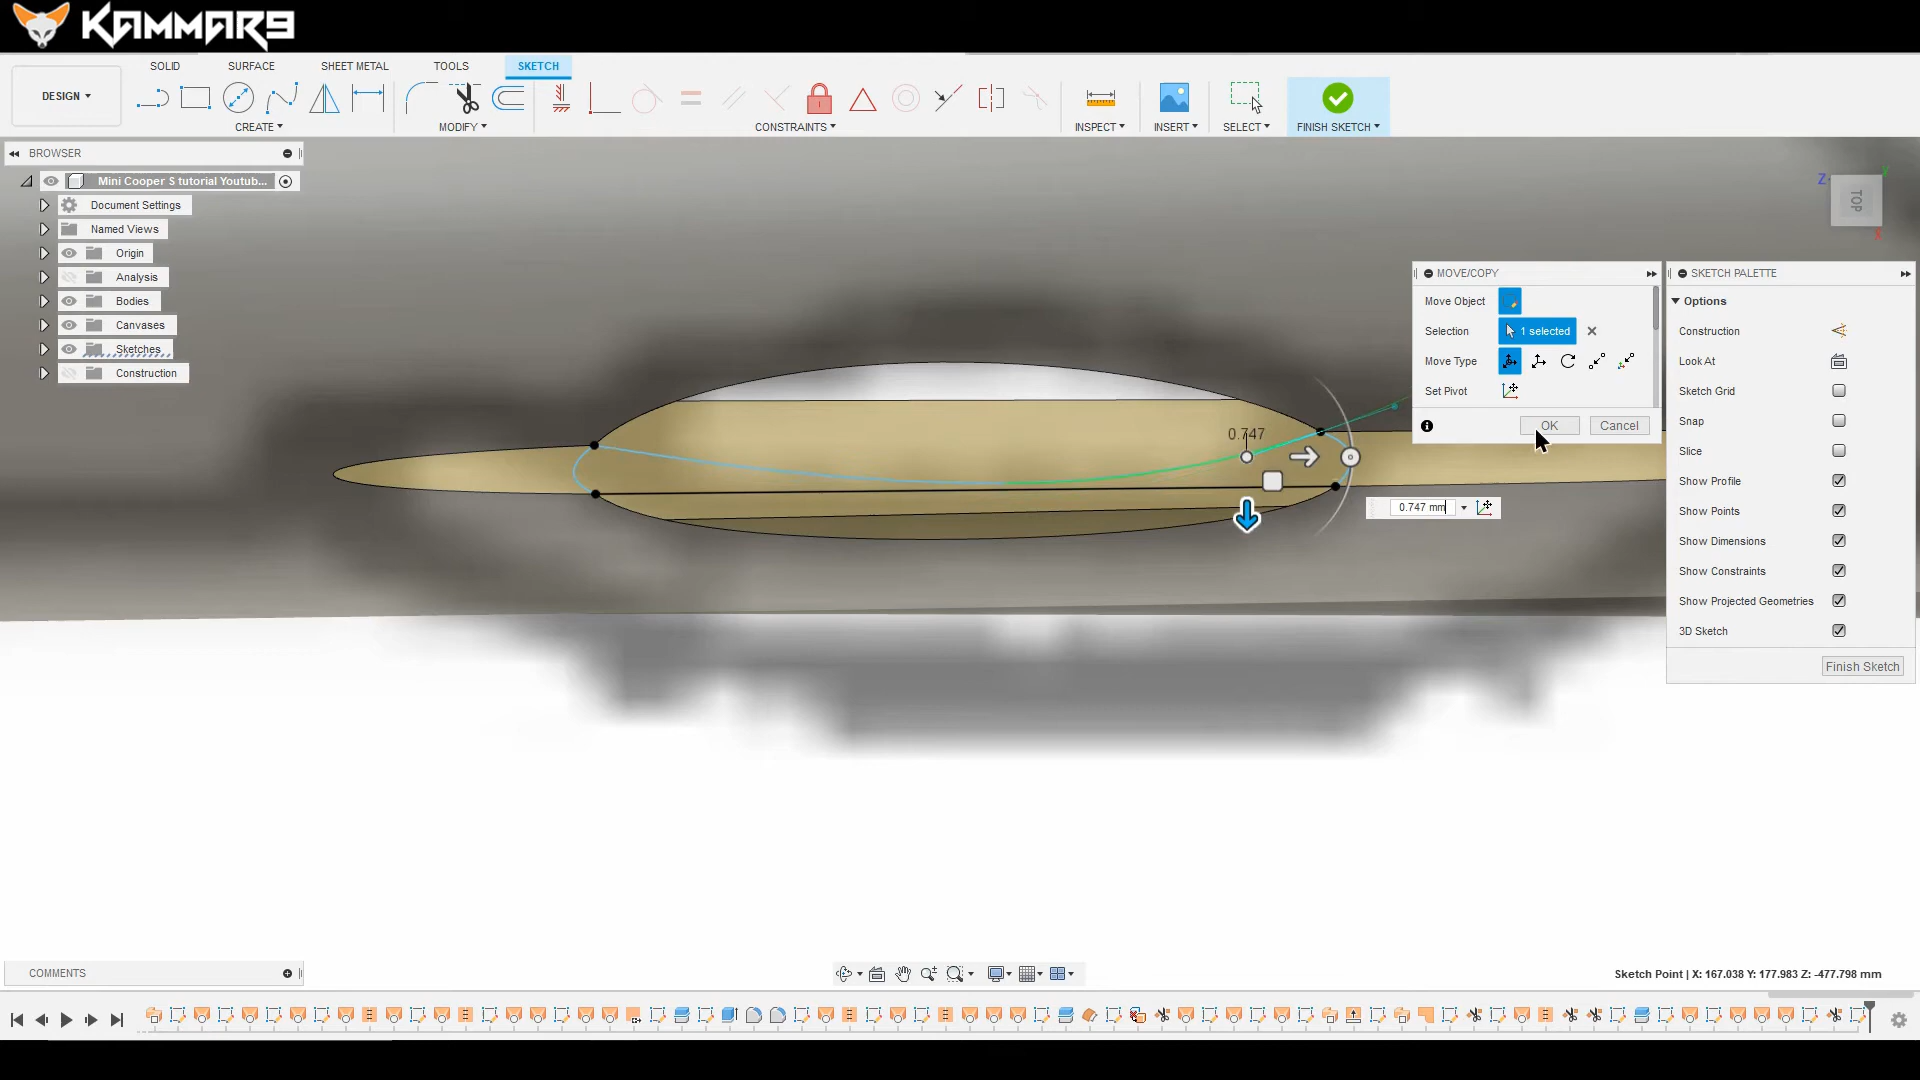 KAMMAR9
SOLID SURFACE SHEET METAL TOOLS SKETCH
DESIGN
CREATE MODIFY CONSTRAINTS INSPECT INSERT SELECT FINISH SKETCH
BROWSER
Mini Cooper S tutorial Youtub...
Document Settings
Named Views
Origin
Analysis
Bodies
Canvases
Sketches
Construction
Z Y
TOP
X
MOVE/COPY
Move Object
Selection 1 selected
Move Type
Set Pivot
OK Cancel
SKETCH PALETTE
Options
Construction
Look At
Sketch Grid
Snap
Slice
Show Profile
Show Points
Show Dimensions
Show Constraints
Show Projected Geometries
3D Sketch
Finish Sketch
0.747
0.747 mm
COMMENTS
Sketch Point | X: 167.038 Y: 177.983 Z: -477.798 mm